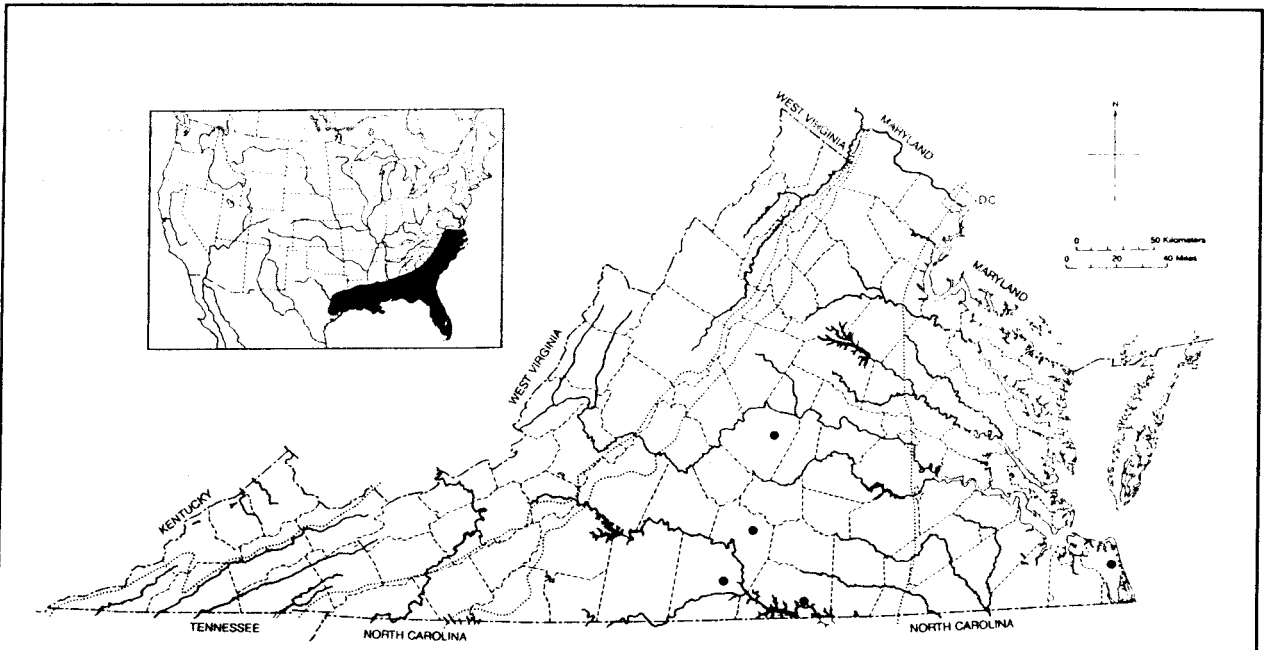 WEST VIRGINIA
MARYLAND
N
DC
0 50 Kilometers
0 20 40 Miles
MARYLAND
WEST VIRGINIA
KENTUCKY
TENNESSEE
NORTH CAROLINA
NORTH CAROLINA